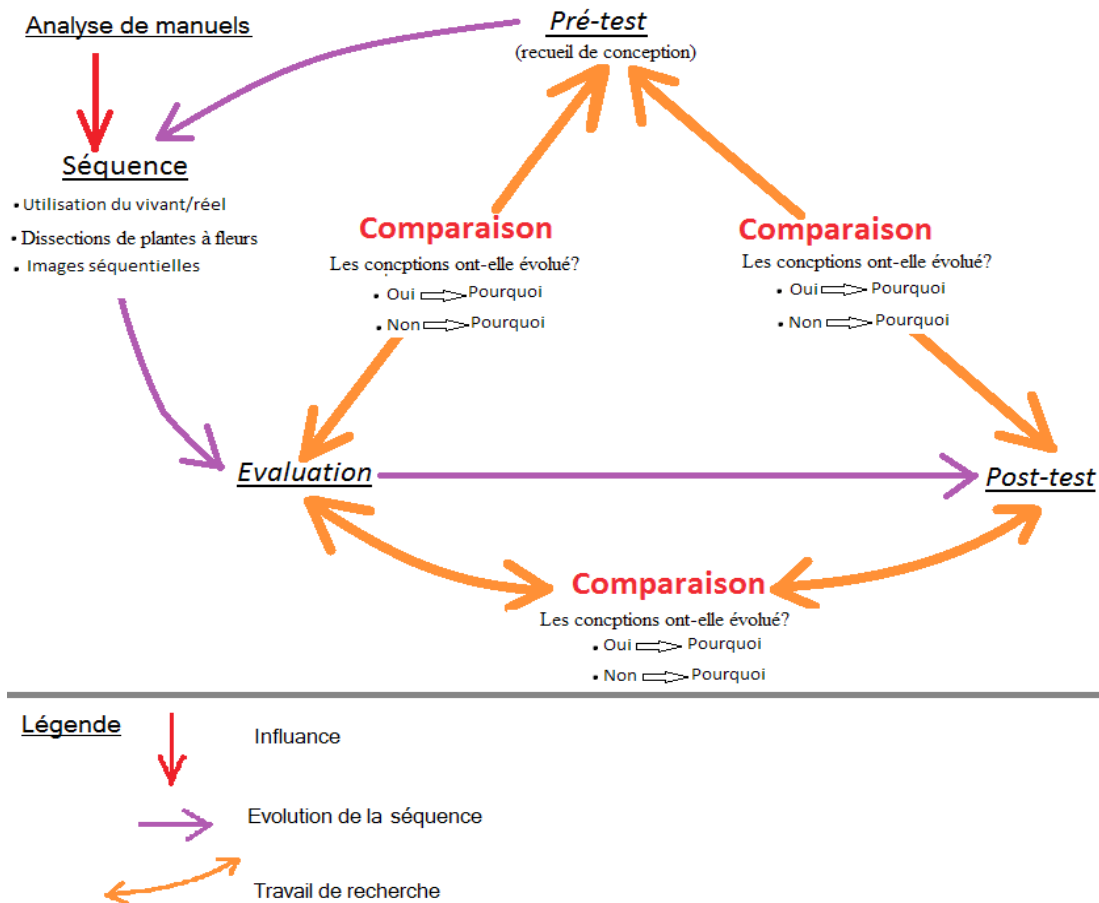 Analyse de manuels
Pré-test
(recueil de conception)
Séquence
• Utilisation du vivant/réel
• Dissections de plantes à fleurs
• Images séquentielles
Comparaison
Les concptions ont-elle évolué?
• Oui Pourquoi
• Non Pourquoi
Comparaison
Les conceptions ont-elle évolué?
• Oui Pourquoi
• Non Pourquoi
Evaluation
Post-test
Comparaison
Les concptions ont-elle évolué?
• Oui Pourquoi
• Non Pourquoi
Légende
Influance
Evolution de la séquence
Travail de recherche